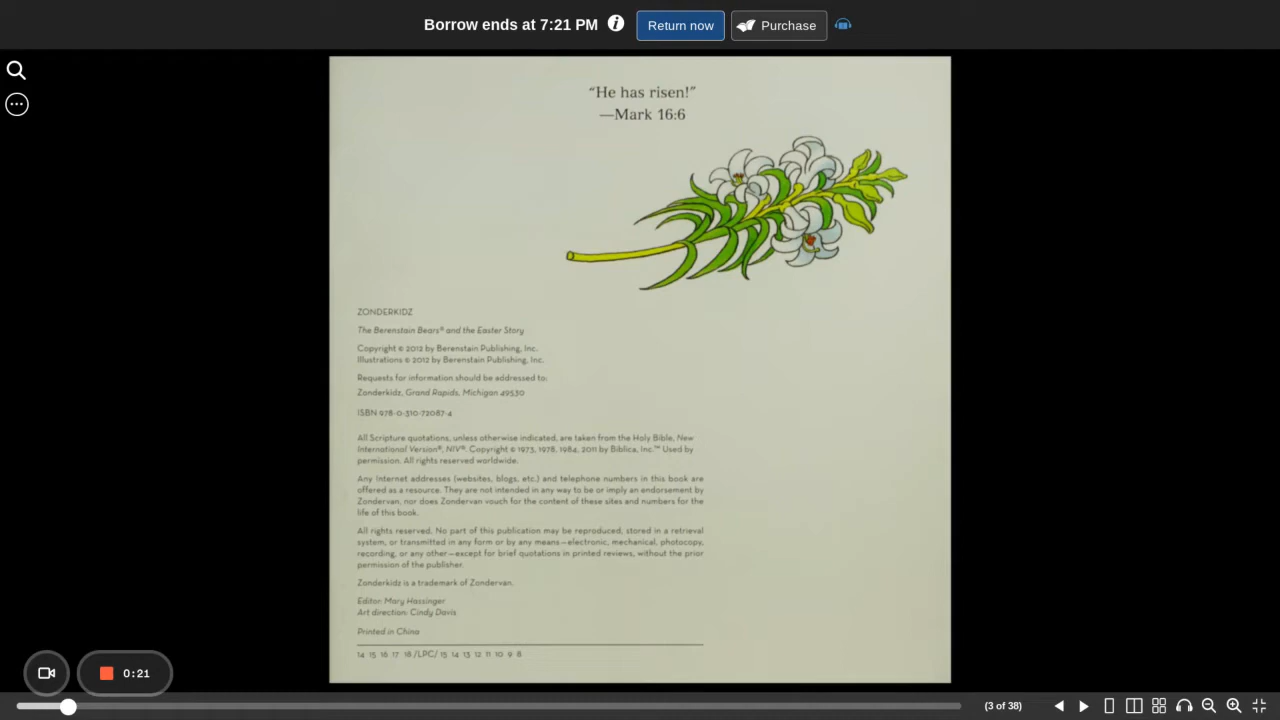 Borrow ends at 7:21 PM
Return now
Purchase
“He has risen!”
—Mark 16:6
ZONDERKIDZ
The Berenstain Bears® and the Easter Story
Copyright © 2012 by Berenstain Publishing, Inc.
Illustrations © 2012 by Berenstain Publishing, Inc.
Requests for information should be addressed to:
Zonderkidz, Grand Rapids, Michigan 49530
ISBN 978-0-310-72087-4
All Scripture quotations, unless otherwise indicated, are taken from the Holy Bible, New
International Version®, NIV®. Copyright © 1973, 1978, 1984, 2011 by Biblica, Inc.™ Used by
permission. All rights reserved worldwide.
Any Internet addresses (websites, blogs, etc.) and telephone numbers in this book are
offered as a resource. They are not intended in any way to be or imply an endorsement by
Zondervan, nor does Zondervan vouch for the content of these sites and numbers for the
life of this book.
All rights reserved. No part of this publication may be reproduced, stored in a retrieval
system, or transmitted in any form or by any means—electronic, mechanical, photocopy,
recording, or any other—except for brief quotations in printed reviews, without the prior
permission of the publisher.
Zonderkidz is a trademark of Zondervan.
Editor: Mary Hassinger
Art direction: Cindy Davis
Printed in China
14 15 16 17 18 /LPC/ 15 14 13 12 11 10 9 8
0:21
(3 of 38)